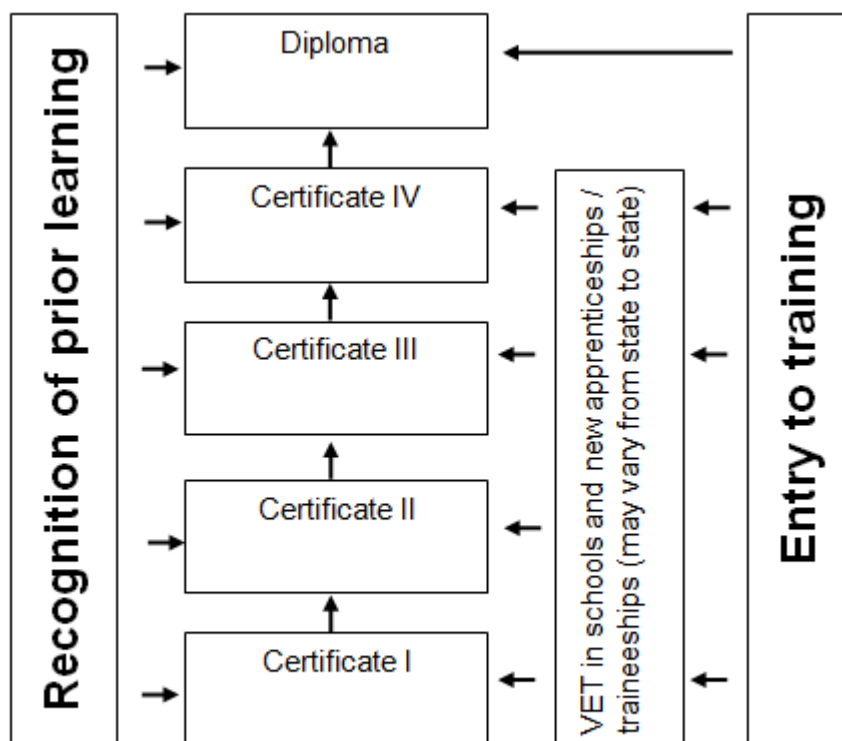 Recognition of prior learning
Diploma
Certificate IV
Certificate III
Certificate II
Certificate I
VET in schools and new apprenticeships /
traineeships (may vary from state to state)
Entry to training